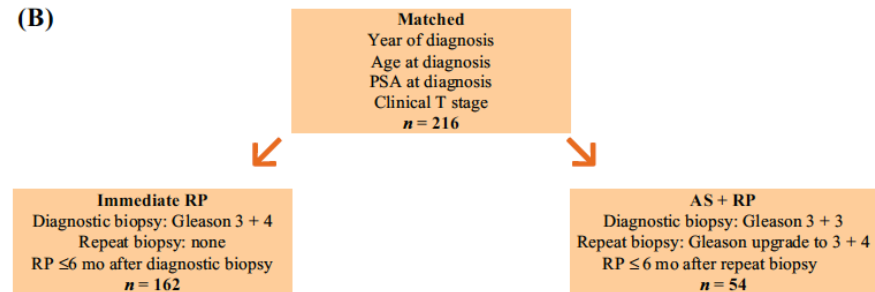 (B)
Matched
Year of diagnosis
Age at diagnosis
PSA at diagnosis
Clinical T stage
n = 216
Immediate RP
Diagnostic biopsy: Gleason 3 + 4
Repeat biopsy: none
RP ≤6 mo after diagnostic biopsy
n = 162
AS + RP
Diagnostic biopsy: Gleason 3 + 3
Repeat biopsy: Gleason upgrade to 3 + 4
RP ≤ 6 mo after repeat biopsy
n = 54